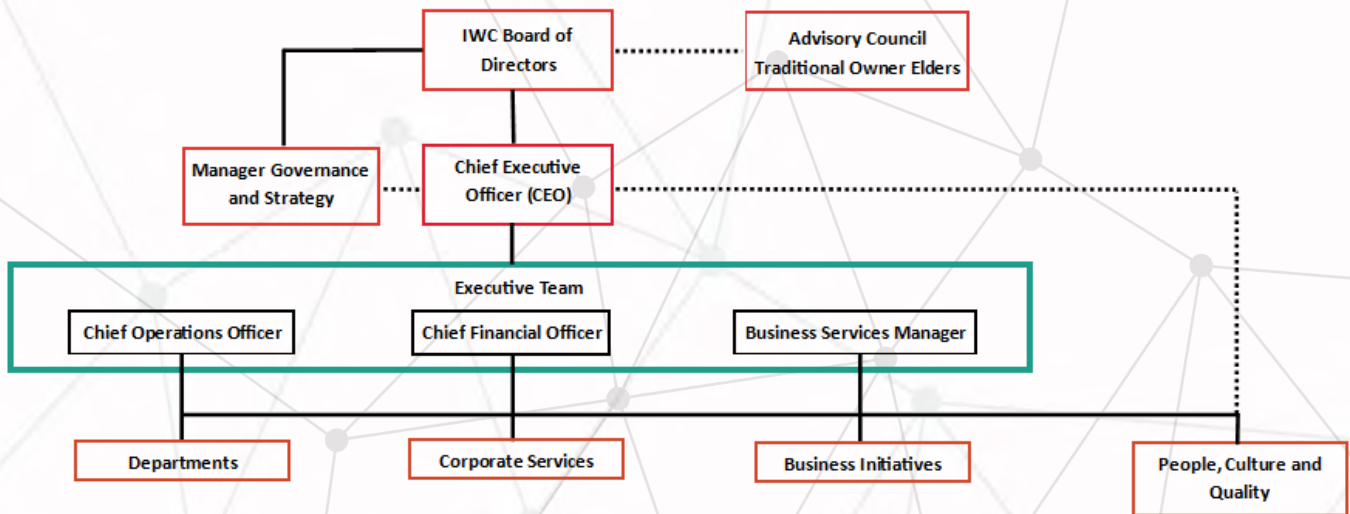 IWC Board of
Directors
Advisory Council
Traditional Owner Elders
Manager Governance
and Strategy
Chief Executive
Officer (CEO)
Executive Team
Chief Operations Officer
Chief Financial Officer
Business Services Manager
Departments
Corporate Services
Business Initiatives
People, Culture and
Quality